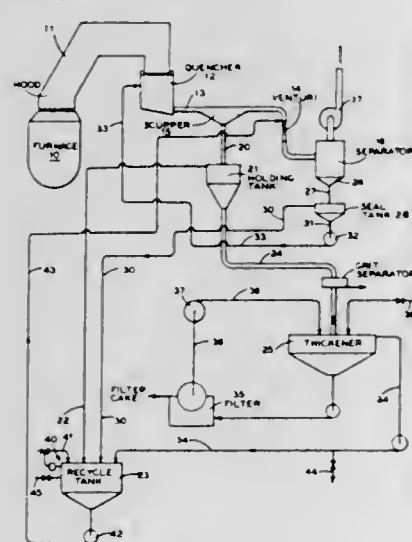 11
HOOD
QUENCHER
12
13
14
VENTURI
17
FURNACE
10
33
SCUPPER
15
20
21
HOLDING
TANK
SEPARATOR
27
30
SEAL
TANK
31
32
33
24
43
30
GRIT
SEPARATOR
37
38
36
25
THICKENER
FILTER
CAKE
35
FILTER
34
22
30
34
40
41
45
RECYCLE
TANK
23
44
42